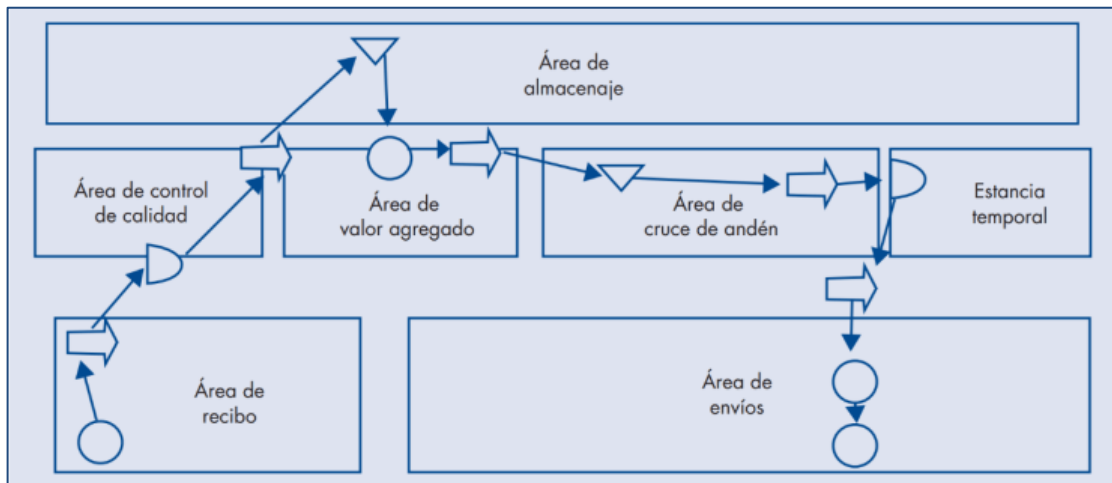 Área de
almacenaje
Área de control
de calidad
Área de
valor agregado
Área de
cruce de andén
Estancia
temporal
Área de
recibo
Área de
envíos